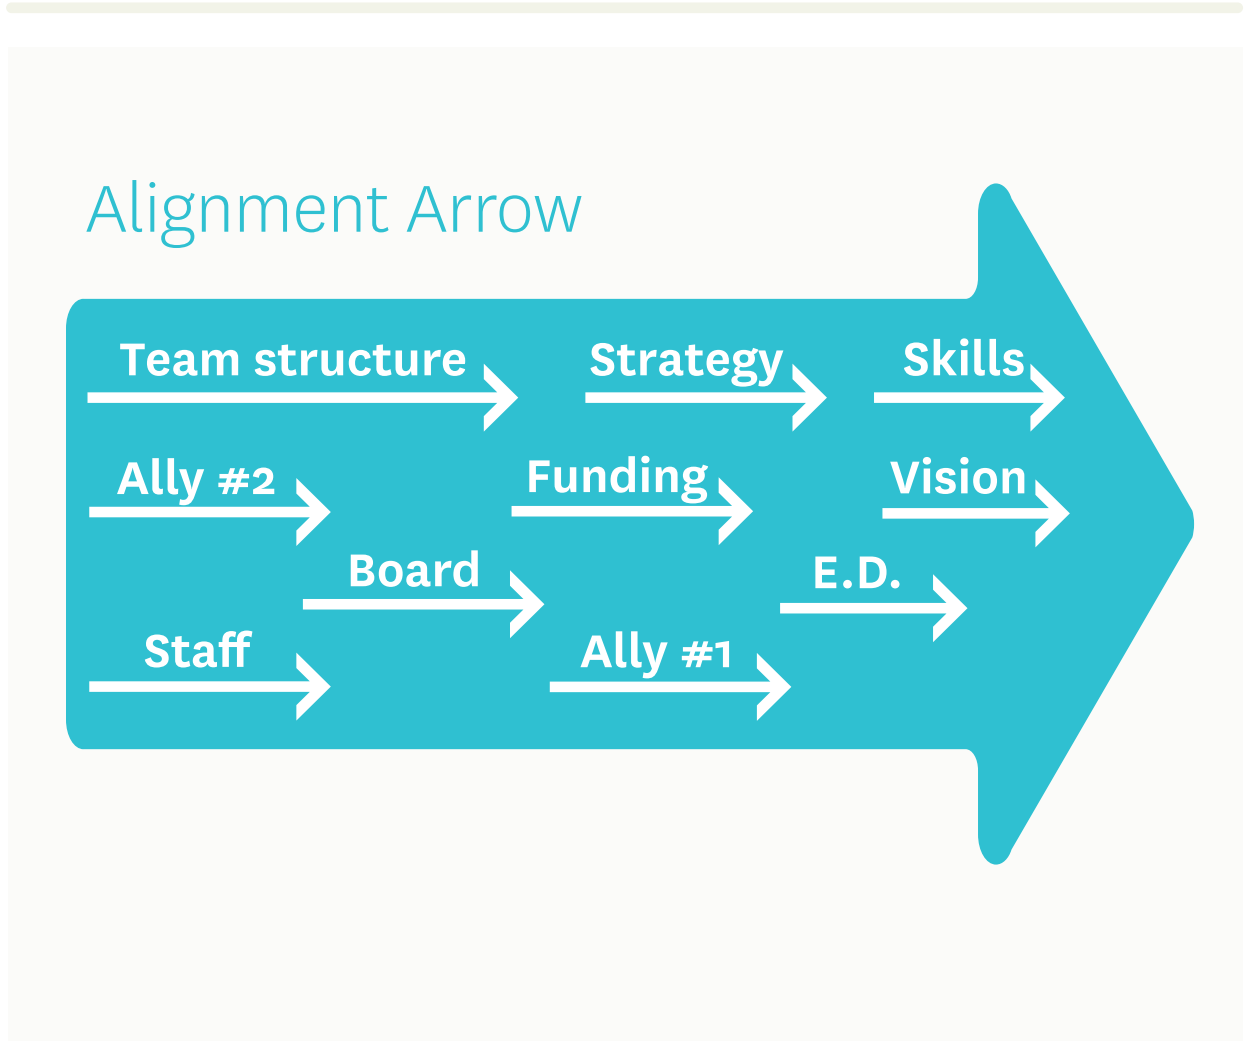 Alignment Arrow
Team structure
Strategy
Skills
Ally #2
Funding
Vision
Board
E.D.
Staff
Ally #1